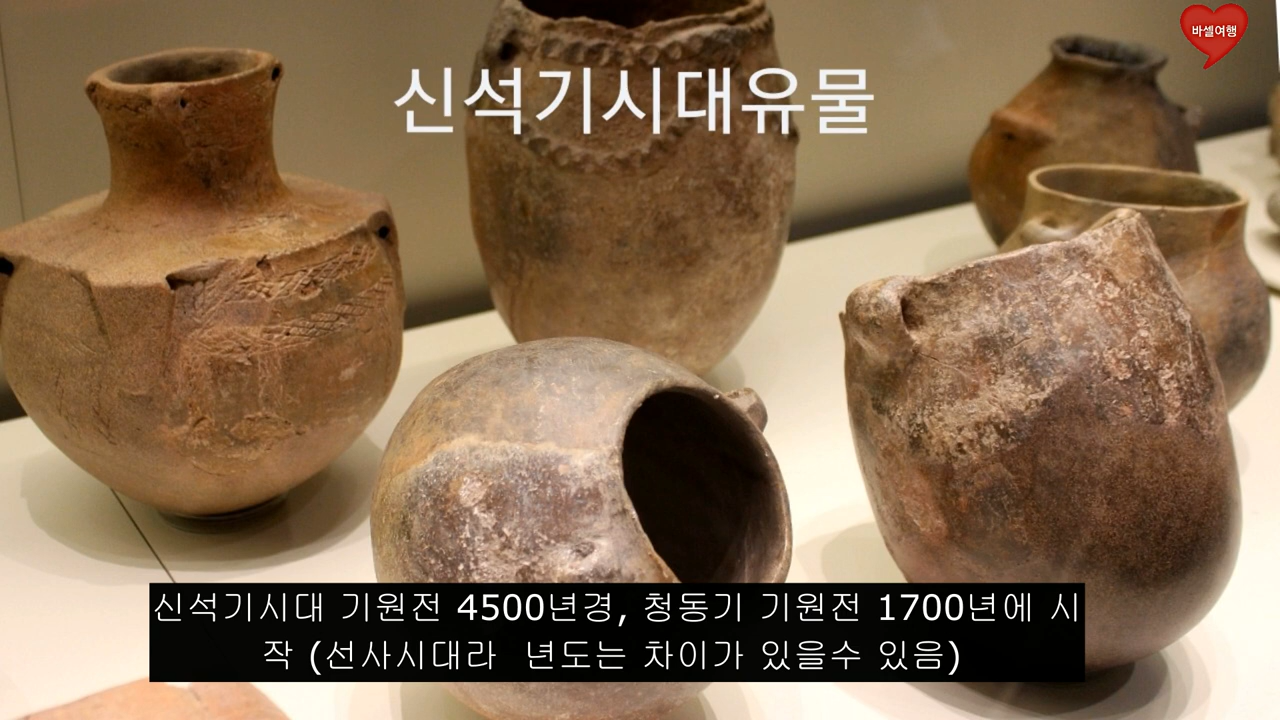 바셀여행
신석기시대유물
신석기시대 기원전 4500년경, 청동기 기원전 1700년에 시
작 (선사시대라 년도는 차이가 있을수 있음)